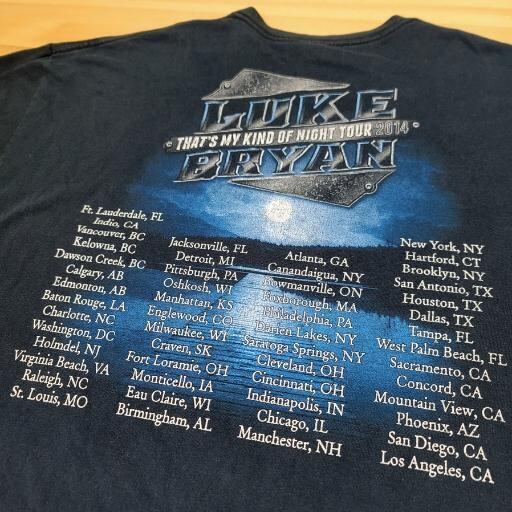 LUKE
THAT'S MY KIND OF NIGHT TOUR 2014
BRYAN
Ft. Lauderdale, FL
Indio, CA
Vancouver, BC
Kelowna, BC
Dawson Creek, BC
Calgary, AB
Edmonton, AB
Baton Rouge, LA
Charlotte, NC
Washington, DC
Holmdel, NJ
Virginia Beach, VA
Raleigh, NC
St. Louis, MO
Jacksonville, FL
Detroit, MI
Pittsburgh, PA
Oshkosh, WI
Manhattan, KS
Englewood, CO
Milwaukee, WI
Craven, SK
Fort Loramie, OH
Monticello, IA
Eau Claire, WI
Birmingham, AL
Atlanta, GA
Canandaigua, NY
Bowmanville, ON
Foxborough, MA
Philadelphia, PA
Darien Lakes, NY
Saratoga Springs, NY
Cleveland, OH
Cincinnati, OH
Indianapolis, IN
Chicago, IL
Manchester, NH
New York, NY
Hartford, CT
Brooklyn, NY
San Antonio, TX
Houston, TX
Dallas, TX
Tampa, FL
West Palm Beach, FL
Sacramento, CA
Concord, CA
Mountain View, CA
Phoenix, AZ
San Diego, CA
Los Angeles, CA